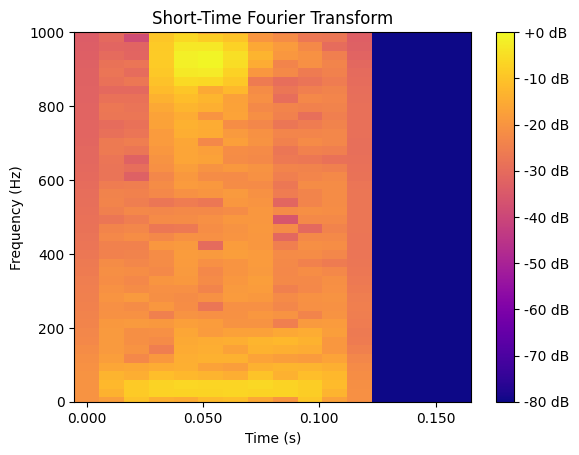 Short-Time Fourier Transform
Frequency (Hz)
1000
800
600
400
200
0
0.000 0.050 0.100 0.150
Time (s)
+0 dB
-10 dB
-20 dB
-30 dB
-40 dB
-50 dB
-60 dB
-70 dB
-80 dB